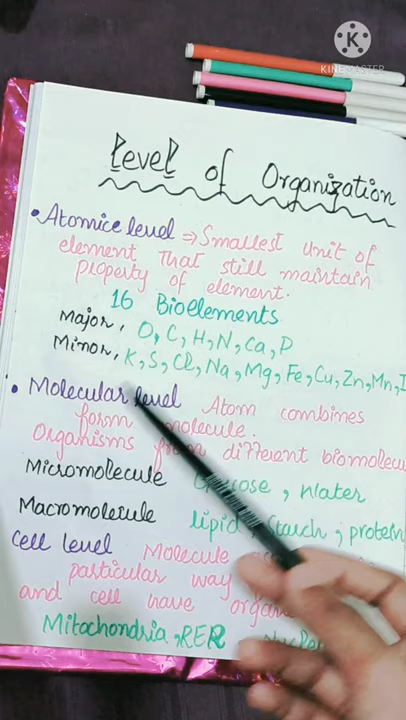 K
KINEMASTER
Level of Organization
• Atomice level ⇒ Smallest unit of
element that still maintain
property of element.
16 Bioelements
Major, O, C, H, N, Ca, P
Minor, K, S, Cl, Na, Mg, Fe, Cu, Zn, Mn, I
• Molecular level Atom combines
form molecule.
Organisms from different biomolecu
Micromolecule Glucose, Water
Macromolecule lipid, Starch, protein
Cell level Molecule
particular way
and cell have organ
Mitochondria, RER